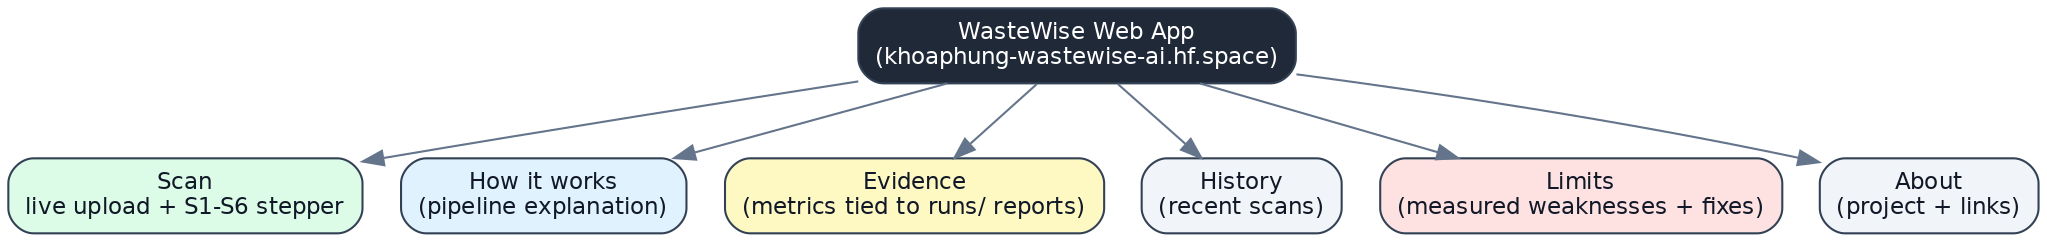 WasteWise Web App
(khoaphung-wastewise-ai.hf.space)
Scan
live upload + S1-S6 stepper
How it works
(pipeline explanation)
Evidence
(metrics tied to runs/ reports)
History
(recent scans)
Limits
(measured weaknesses + fixes)
About
(project + links)